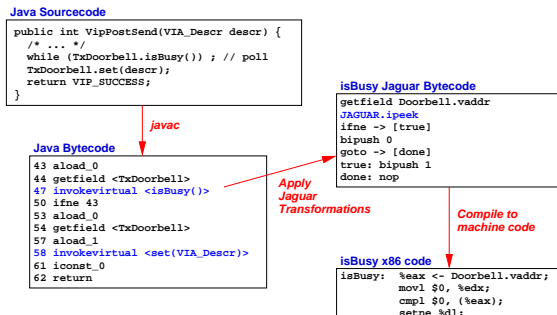 Java Sourcecode
public int VipPostSend(VIA_Descr descr) {
/* ... */
while (TxDoorbell.isBusy()) ; // poll
TxDoorbell.set(descr);
return VIP_SUCCESS;
}
javac
Java Bytecode
43 aload_0
44 getfield <TxDoorbell>
47 invokevirtual <isBusy()>
50 ifne 43
53 aload_0
54 getfield <TxDoorbell>
57 aload_1
58 invokevirtual <set(VIA_Descr)>
61 iconst_0
62 return
Apply
Jaguar
Transformations
isBusy Jaguar Bytecode
getfield Doorbell.vaddr
JAGUAR.ipeek
ifne -> [true]
bipush 0
goto -> [done]
true: bipush 1
done: nop
Compile to
machine code
isBusy x86 code
isBusy: %eax <- Doorbell.vaddr;
movl $0, %edx;
cmpl $0, (%eax);
setne %dl;